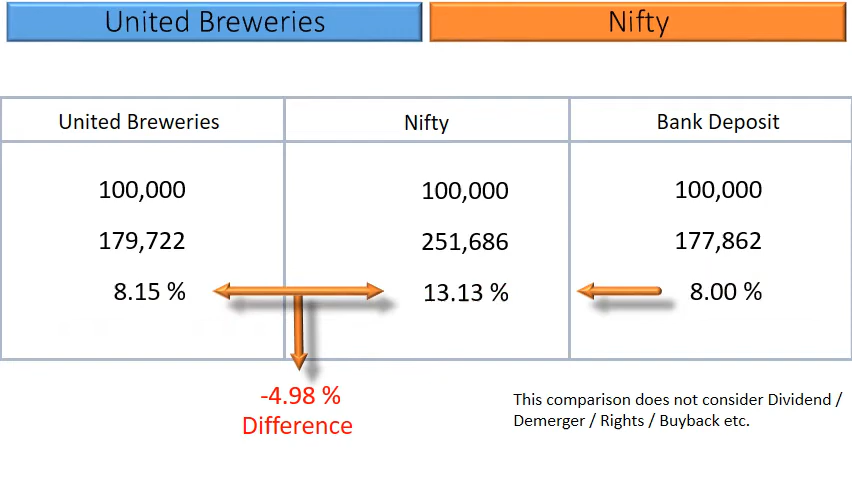 United Breweries
Nifty
United Breweries
Nifty
Bank Deposit
100,000
100,000
100,000
179,722
251,686
177,862
8.15 %
13.13 %
8.00 %
-4.98 %
Difference
This comparison does not consider Dividend /
Demerger / Rights / Buyback etc.